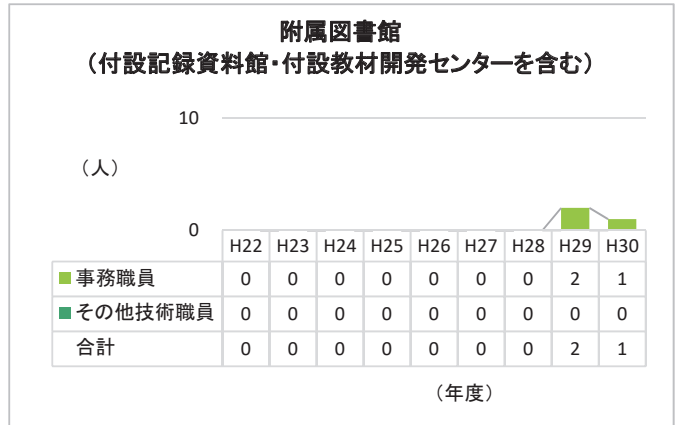 附属図書館
（付設記録資料館・付設教材開発センターを含む）
10
（人）
0
H22 H23 H24 H25 H26 H27 H28 H29 H30
事務職員 0 0 0 0 0 0 0 2 1
その他技術職員 0 0 0 0 0 0 0 0 0
合計 0 0 0 0 0 0 0 2 1
（年度）